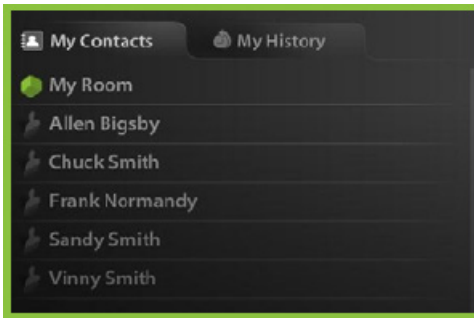 My Contacts My History
My Room
Allen Bigsby
Chuck Smith
Frank Normandy
Sandy Smith
Vinny Smith